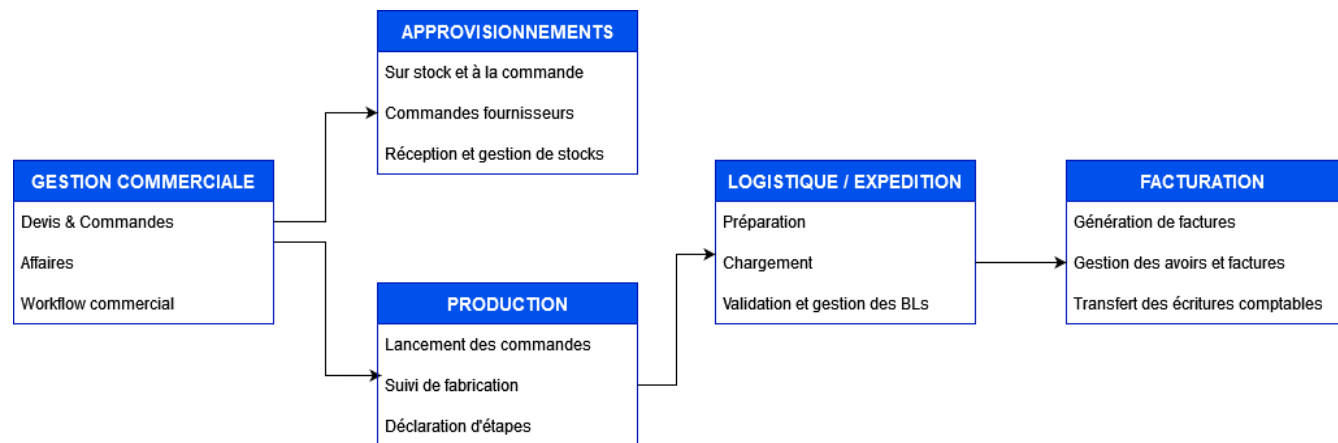 APPROVISIONNEMENTS
Sur stock et à la commande
Commandes fournisseurs
Réception et gestion de stocks
GESTION COMMERCIALE
Devis & Commandes
Affaires
Workflow commercial
PRODUCTION
Lancement des commandes
Suivi de fabrication
Déclaration d'étapes
LOGISTIQUE / EXPEDITION
Préparation
Chargement
Validation et gestion des BLs
FACTURATION
Génération de factures
Gestion des avoirs et factures
Transfert des écritures comptables